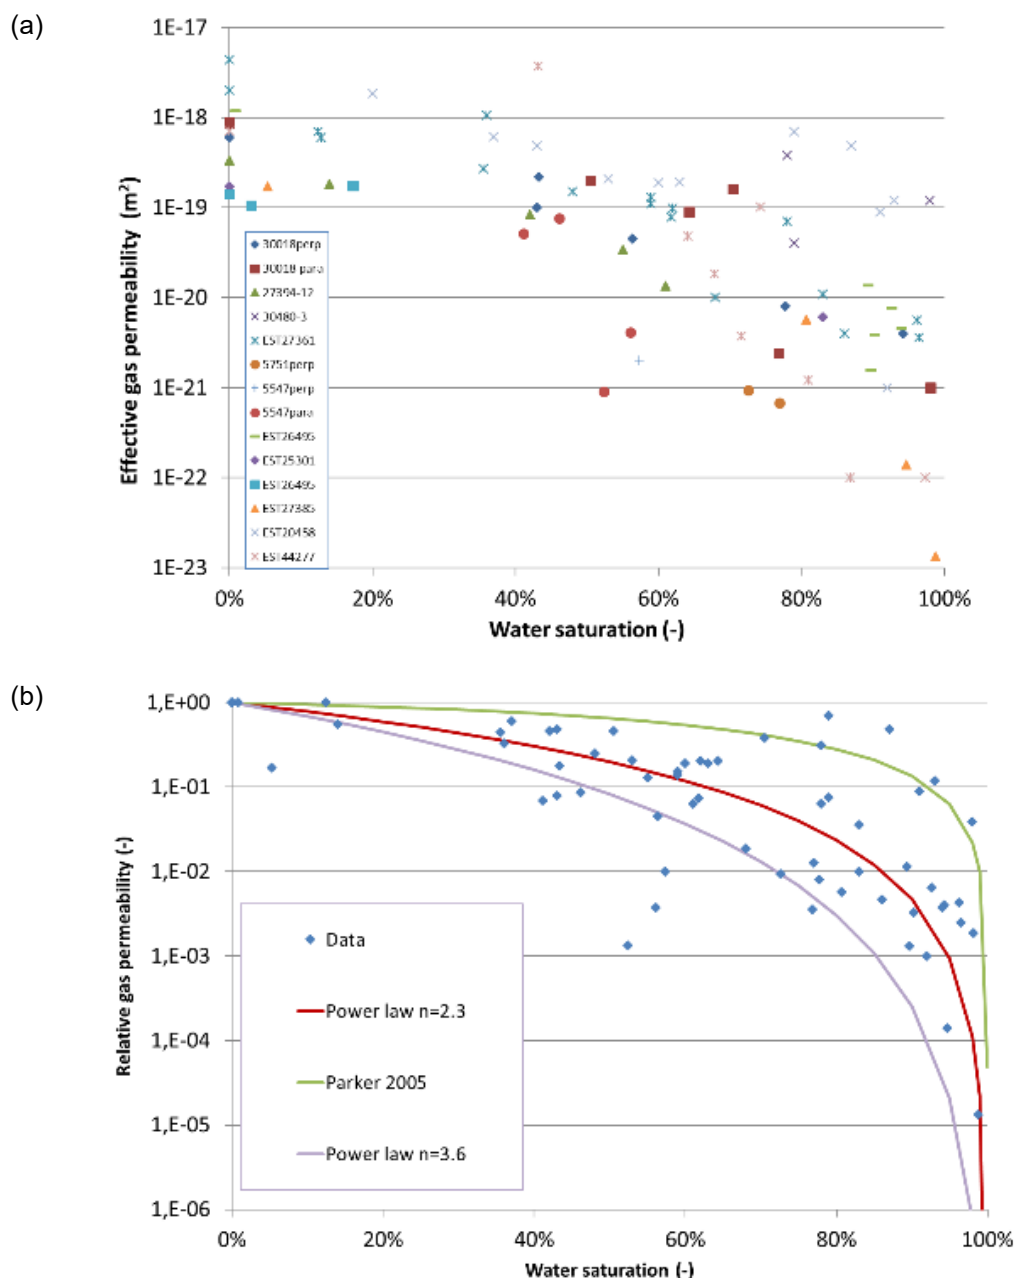 (a)
1E-17
1E-18
1E-19
1E-20
1E-21
1E-22
1E-23
Effective gas permeability (m²)
30018perp
30018 para
27394-12
30480-3
EST27361
5751perp
5547perp
5547para
EST26495
EST25301
EST26495
EST27385
EST20458
EST44277
0% 20% 40% 60% 80% 100%
Water saturation (-)
(b)
1,E+00
1,E-01
1,E-02
1,E-03
1,E-04
1,E-05
1,E-06
Relative gas permeability (-)
Data
Power law n=2.3
Parker 2005
Power law n=3.6
0% 20% 40% 60% 80% 100%
Water saturation (-)